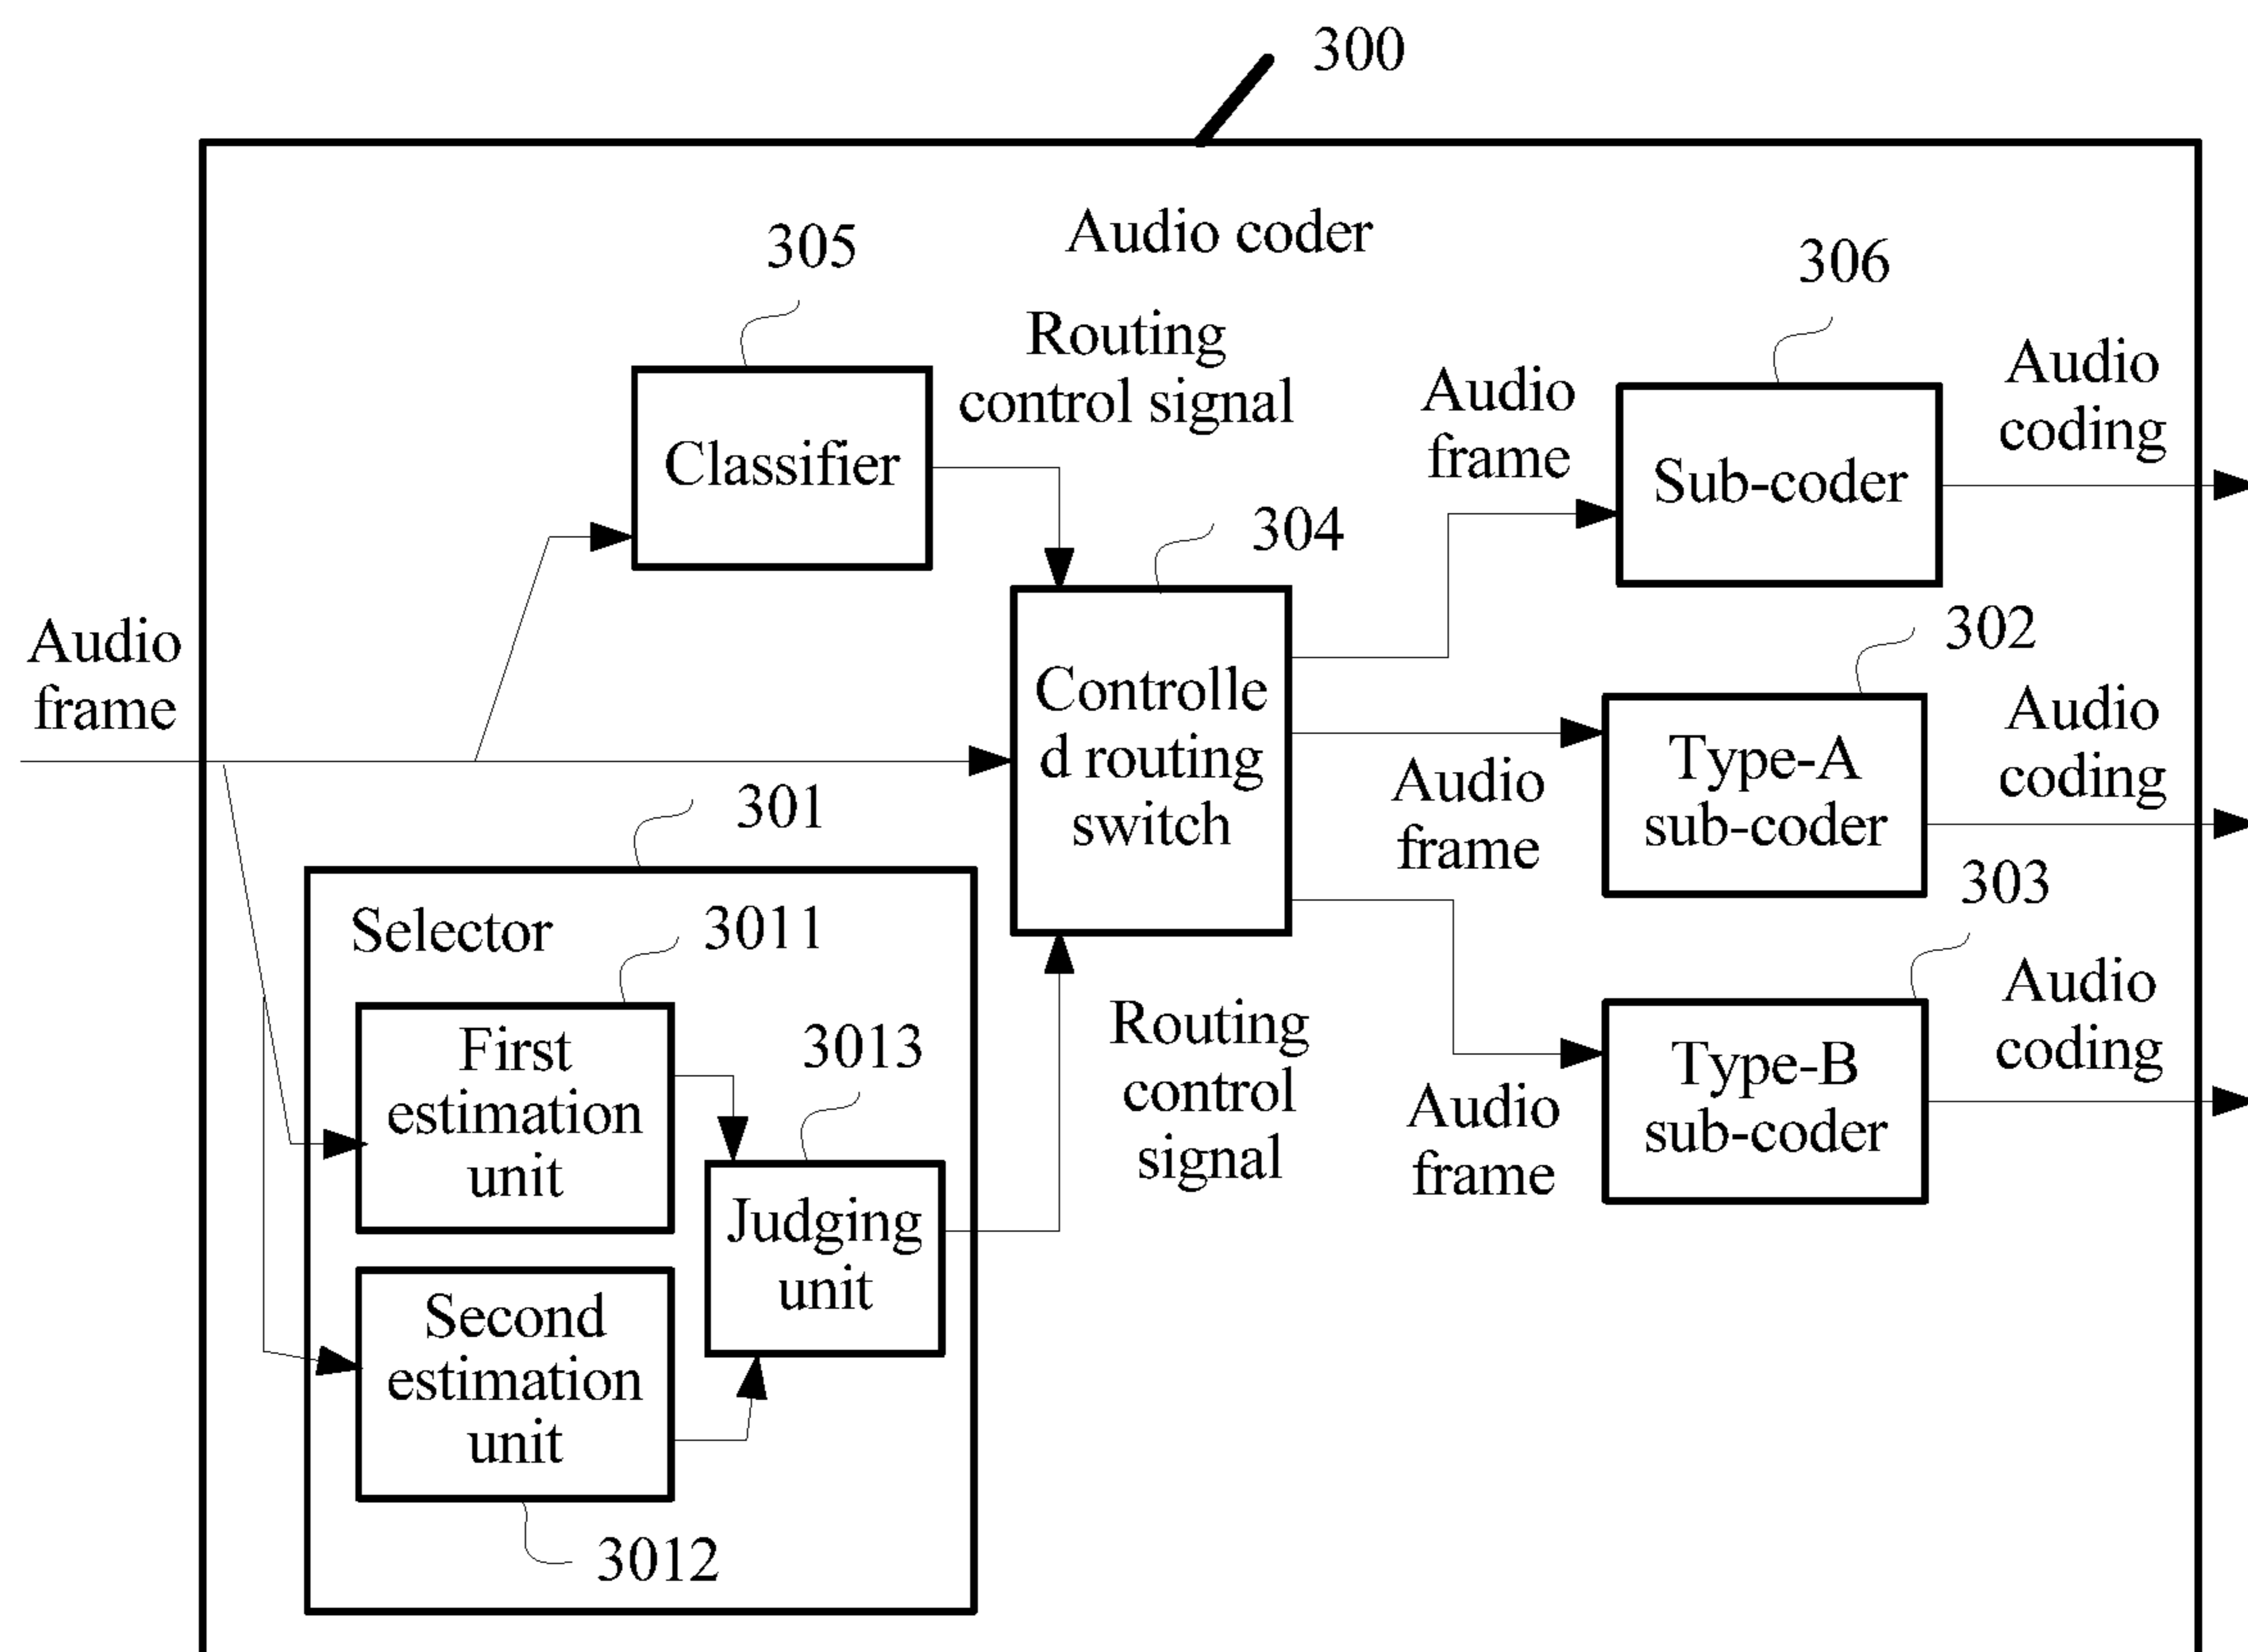 300
Audio coder
305
306
Routing
control signal
Audio
coding
Audio
frame
Classifier
Sub-coder
304
Audio
frame
302
Controlle
d routing
switch
Audio
coding
Type-A
sub-coder
Audio
frame
301
303
Selector
3011
Audio
coding
First
estimation
unit
3013
Routing
control
signal
Type-B
sub-coder
Audio
frame
Judging
unit
Second
estimation
unit
3012